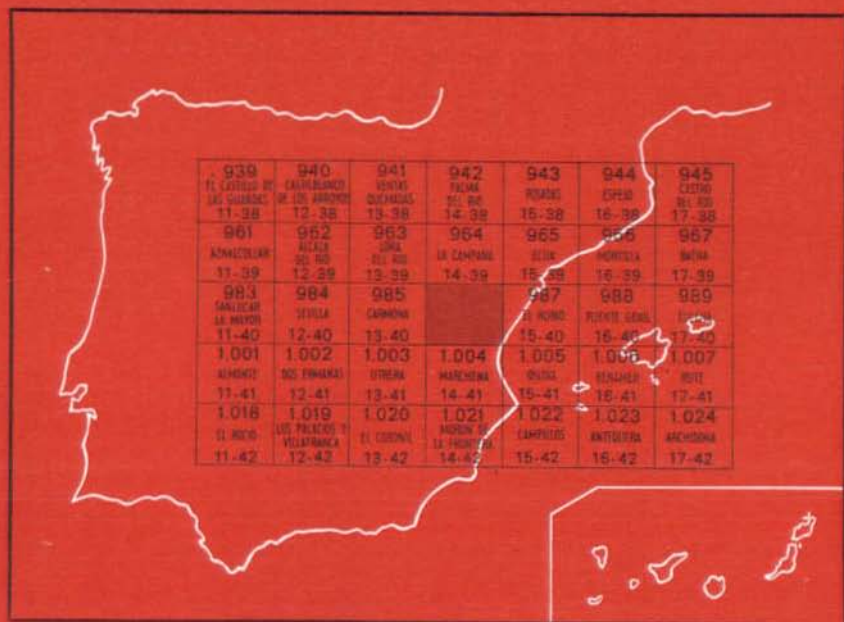 939 940 941 942 943 944 945
EL CASTILLO DE CASTILBLANCO VENTAS PALMA POSADAS ESPEJO CASTRO
LAS GUARDAS DE LOS ARROYOS QUEMADAS DEL RIO DEL RIO
11-38 12-38 13-38 14-38 15-38 16-38 17-38
961 962 963 964 965 966 967
AZNALCOLLAR ALCALA LORA LA CAMPANA ECIJA MONTILLA BAENA
DEL RIO DEL RIO
11-39 12-39 13-39 14-39 15-39 16-39 17-39
983 984 985 987 988 989
SANLUCAR SEVILLA CARMONA EL RUBIO PUENTE GENIL LUCENA
LA MAYOR
11-40 12-40 13-40 15-40 16-40 17-40
1.001 1.002 1.003 1.004 1.005 1.006 1.007
ALMONTE DOS HERMANAS UTRERA MARCHENA OSUNA BENAMEJI RUTE
11-41 12-41 13-41 14-41 15-41 16-41 17-41
1.018 1.019 1.020 1.021 1.022 1.023 1.024
EL ROCIO LOS PALACIOS Y EL CORONIL MORON DE CAMPILLOS ANTEQUERA ARCHIDONA
VILLAFRANCA LA FRONTERA
11-42 12-42 13-42 14-42 15-42 16-42 17-42